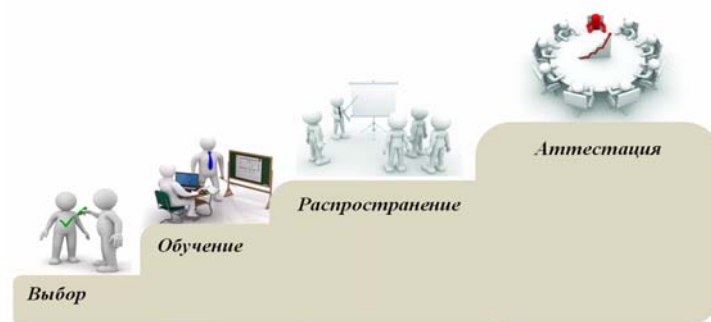 Аттестация
Распространение
Обучение
Выбор